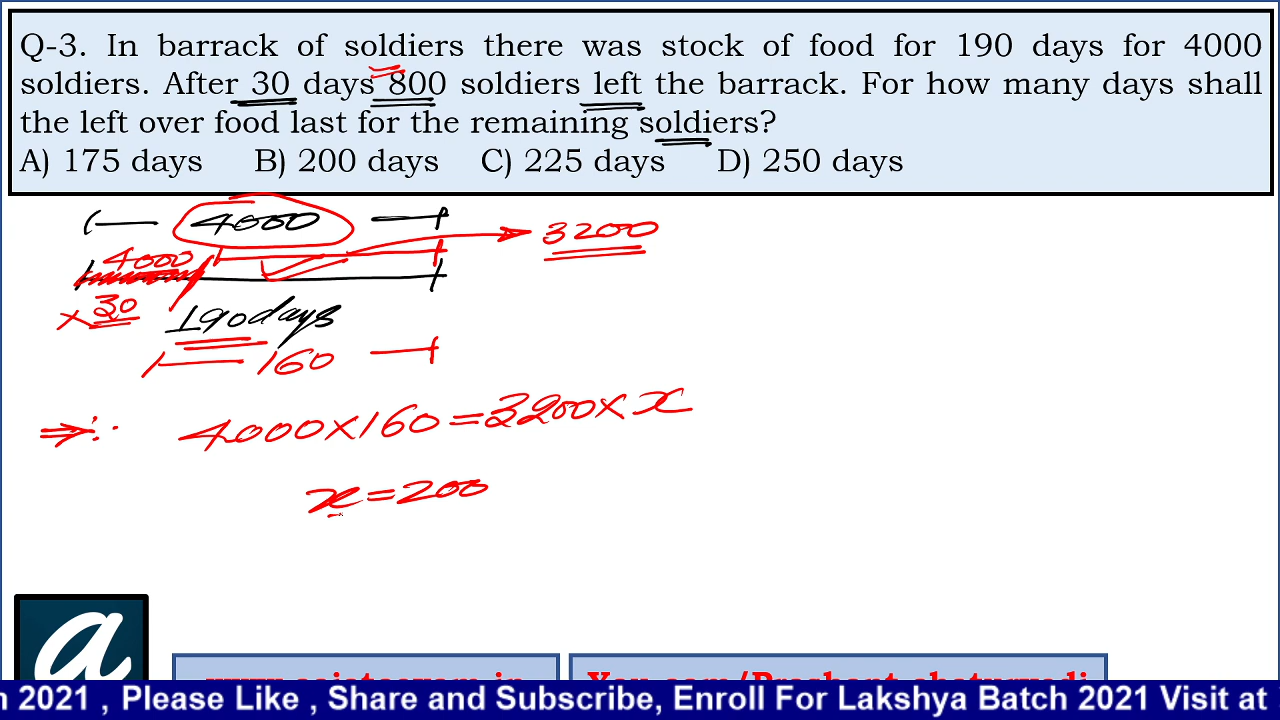 Q-3. In barrack of soldiers there was stock of food for 190 days for 4000
soldiers. After 30 days 800 soldiers left the barrack. For how many days shall
the left over food last for the remaining soldiers?
A) 175 days B) 200 days C) 225 days D) 250 days
4000
3200
4000
× 30
190 days
160
⇒ ∴ 4000 × 160 = 3200 × x
x = 200
a
n 2021 , Please Like , Share and Subscribe, Enroll For Lakshya Batch 2021 Visit at